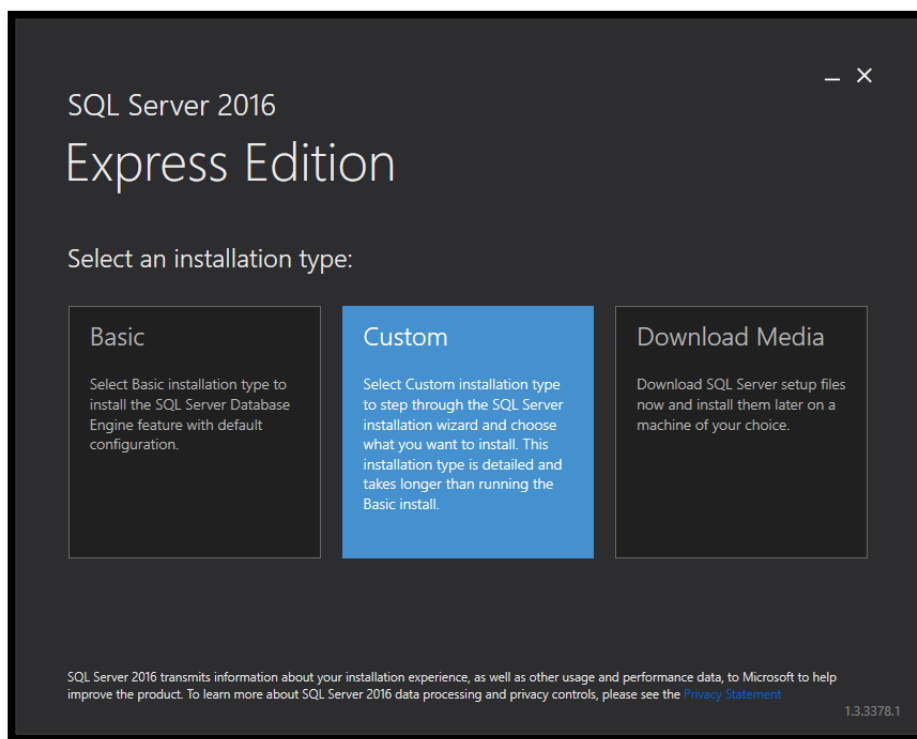 SQL Server 2016
Express Edition
Select an installation type:
Basic
Select Basic installation type to
install the SQL Server Database
Engine feature with default
configuration.
Custom
Select Custom installation type
to step through the SQL Server
installation wizard and choose
what you want to install. This
installation type is detailed and
takes longer than running the
Basic install.
Download Media
Download SQL Server setup files
now and install them later on a
machine of your choice.
SQL Server 2016 transmits information about your installation experience, as well as other usage and performance data, to Microsoft to help
improve the product. To learn more about SQL Server 2016 data processing and privacy controls, please see the Privacy Statement
1.3.3378.1